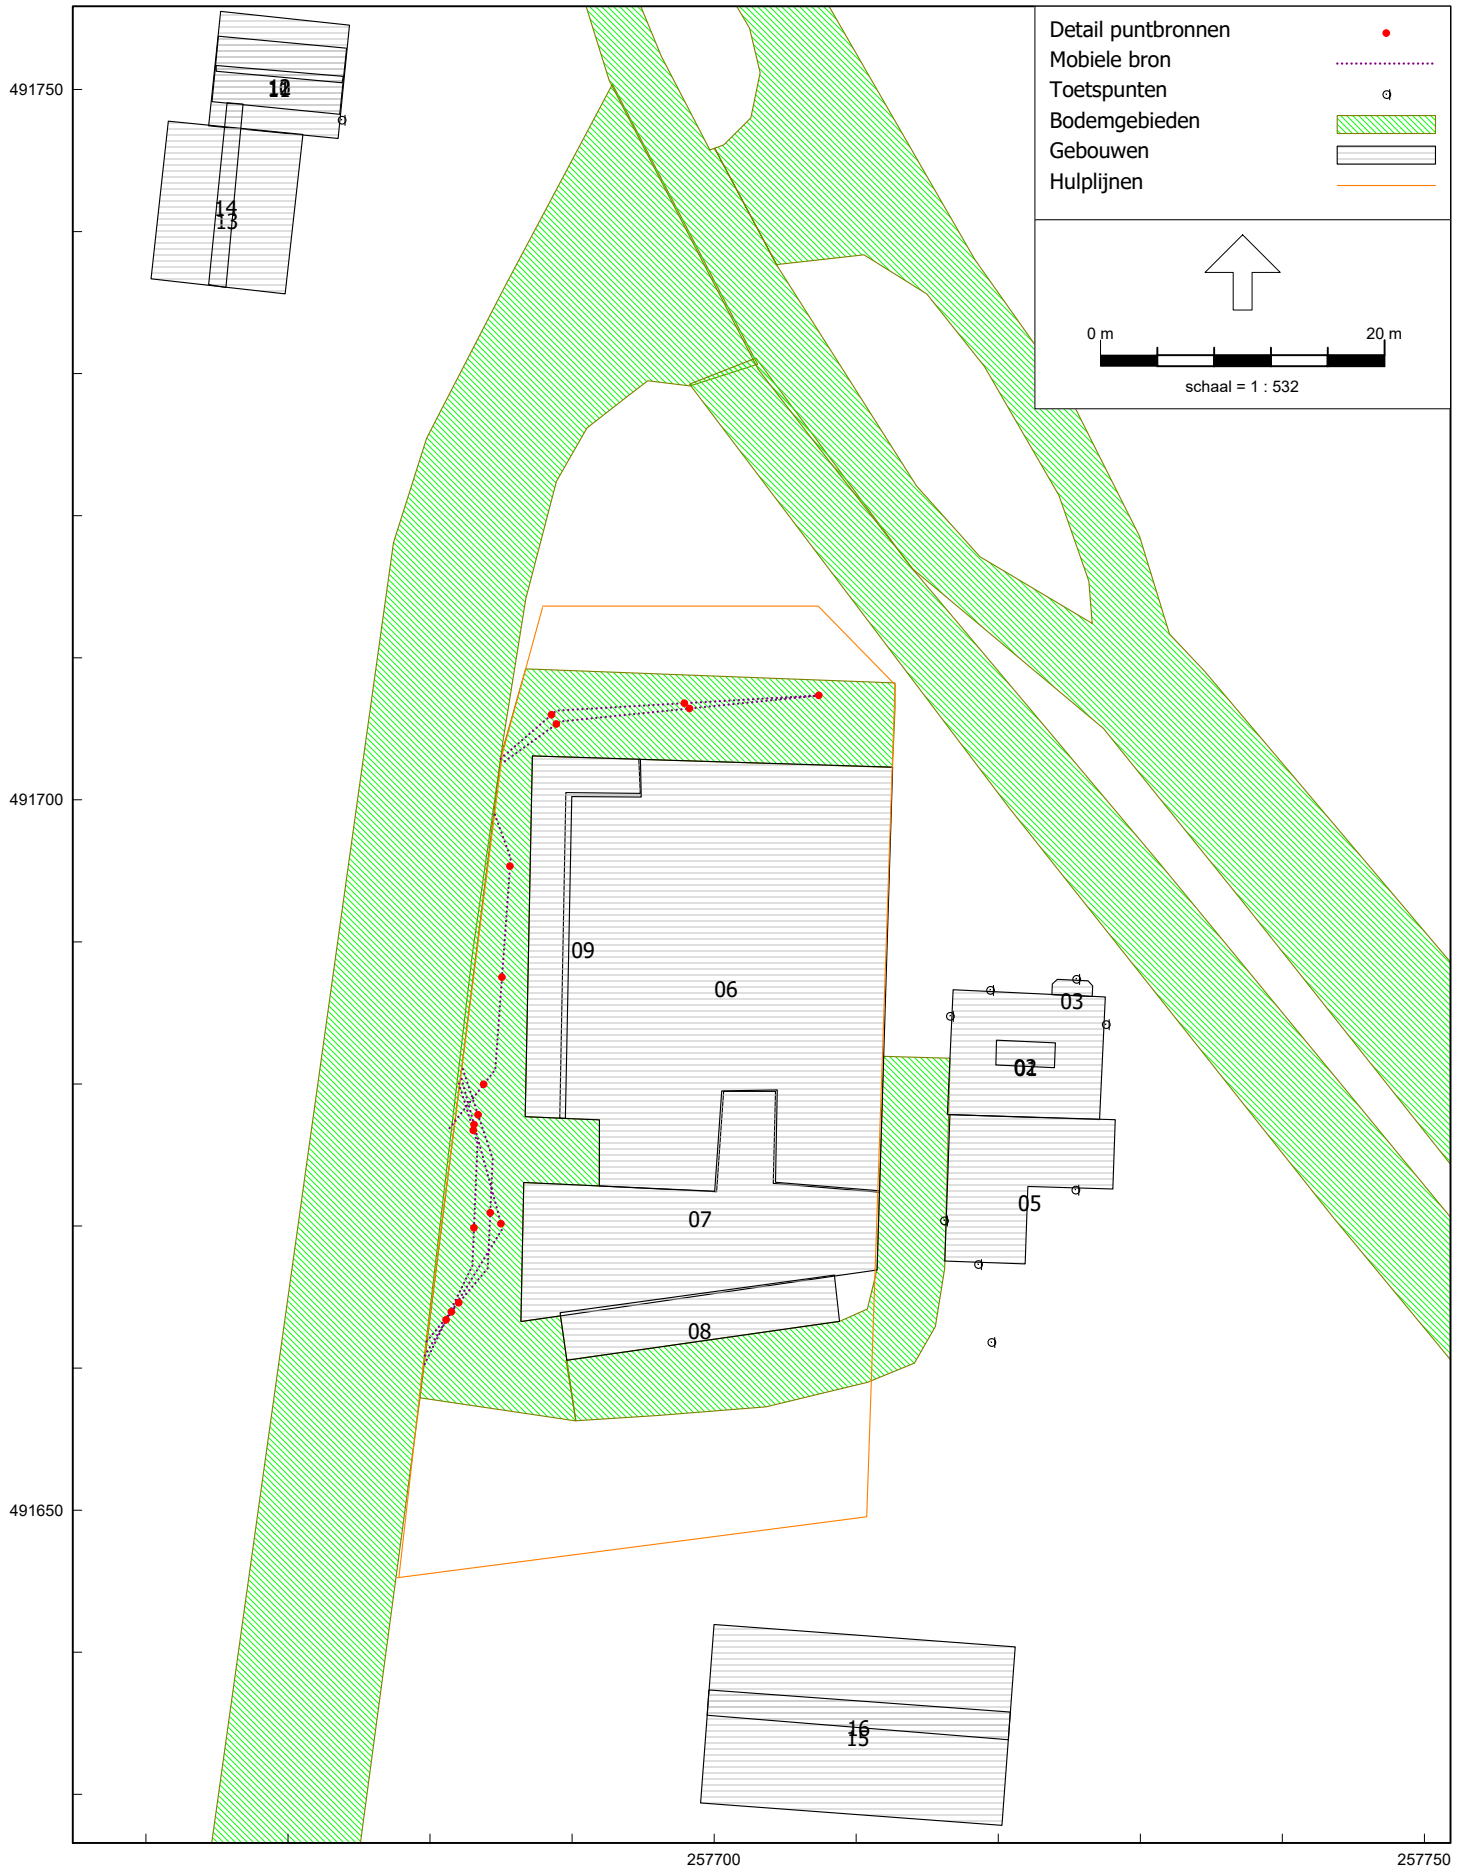 Detail puntbronnen
Mobiele bron
Toetspunten
Bodemgebieden
Gebouwen
Hulplijnen
0 m 20 m
schaal = 1 : 532
491750
14
13
491700
09
06
03
05
07
08
491650
16
15
257700 257750